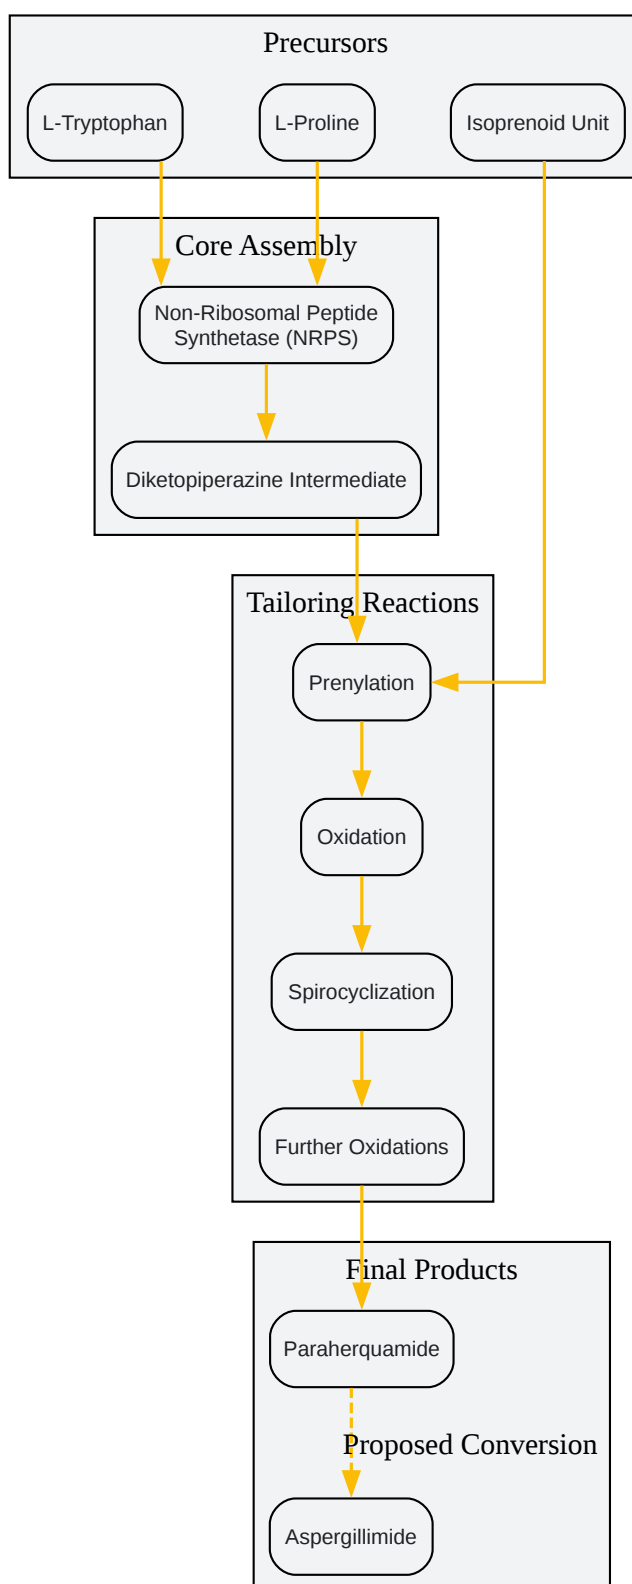 Precursors
L-Tryptophan
L-Proline
Isoprenoid Unit
Core Assembly
Non-Ribosomal Peptide
Synthetase (NRPS)
Diketopiperazine Intermediate
Tailoring Reactions
Prenylation
Oxidation
Spirocyclization
Further Oxidations
Final Products
Paraherquamide
Proposed Conversion
Aspergillimide